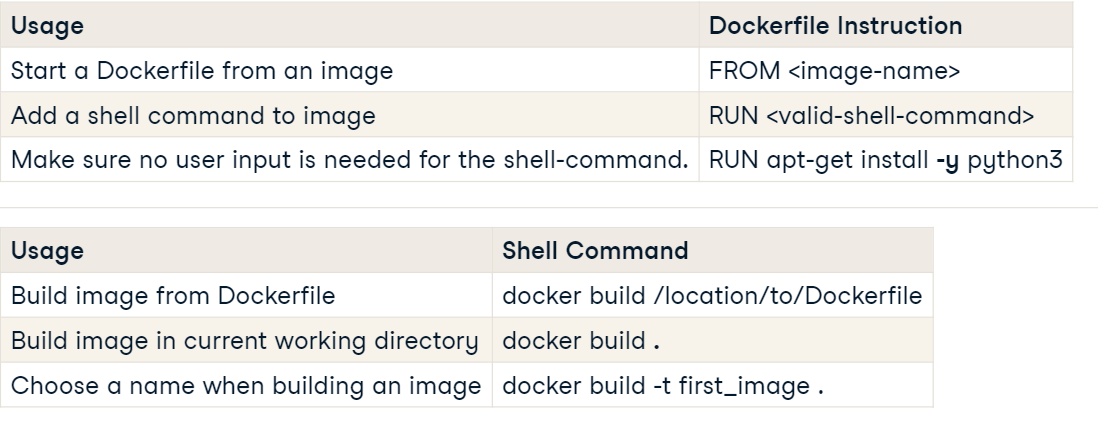 Usage Dockerfile Instruction
Start a Dockerfile from an image FROM <image-name>
Add a shell command to image RUN <valid-shell-command>
Make sure no user input is needed for the shell-command. RUN apt-get install -y python3
Usage Shell Command
Build image from Dockerfile docker build /location/to/Dockerfile
Build image in current working directory docker build .
Choose a name when building an image docker build -t first_image .